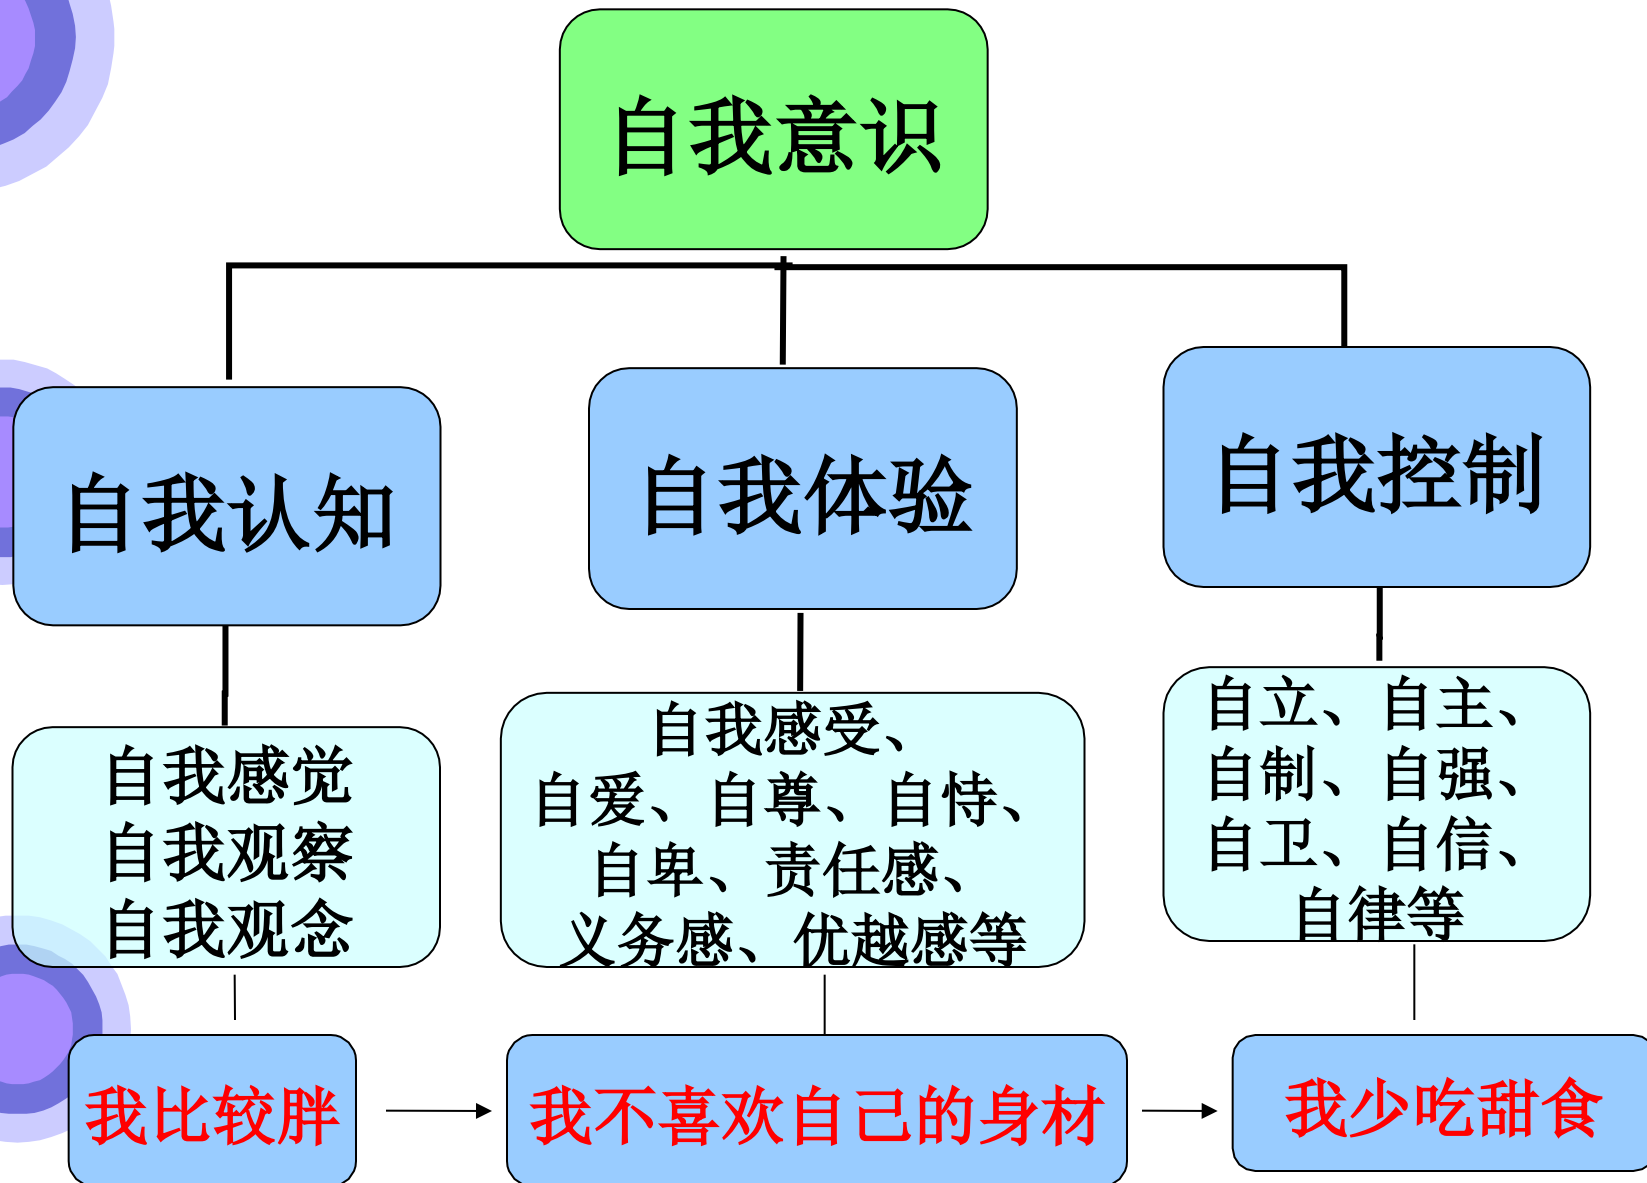 自我意识
自我认知
自我体验
自我控制
自我感觉
自我观察
自我观念
自我感受、
自爱、自尊、自恃、
自卑、责任感、
义务感、优越感等
自立、自主、
自制、自强、
自卫、自信、
自律等
我比较胖
我不喜欢自己的身材
我少吃甜食